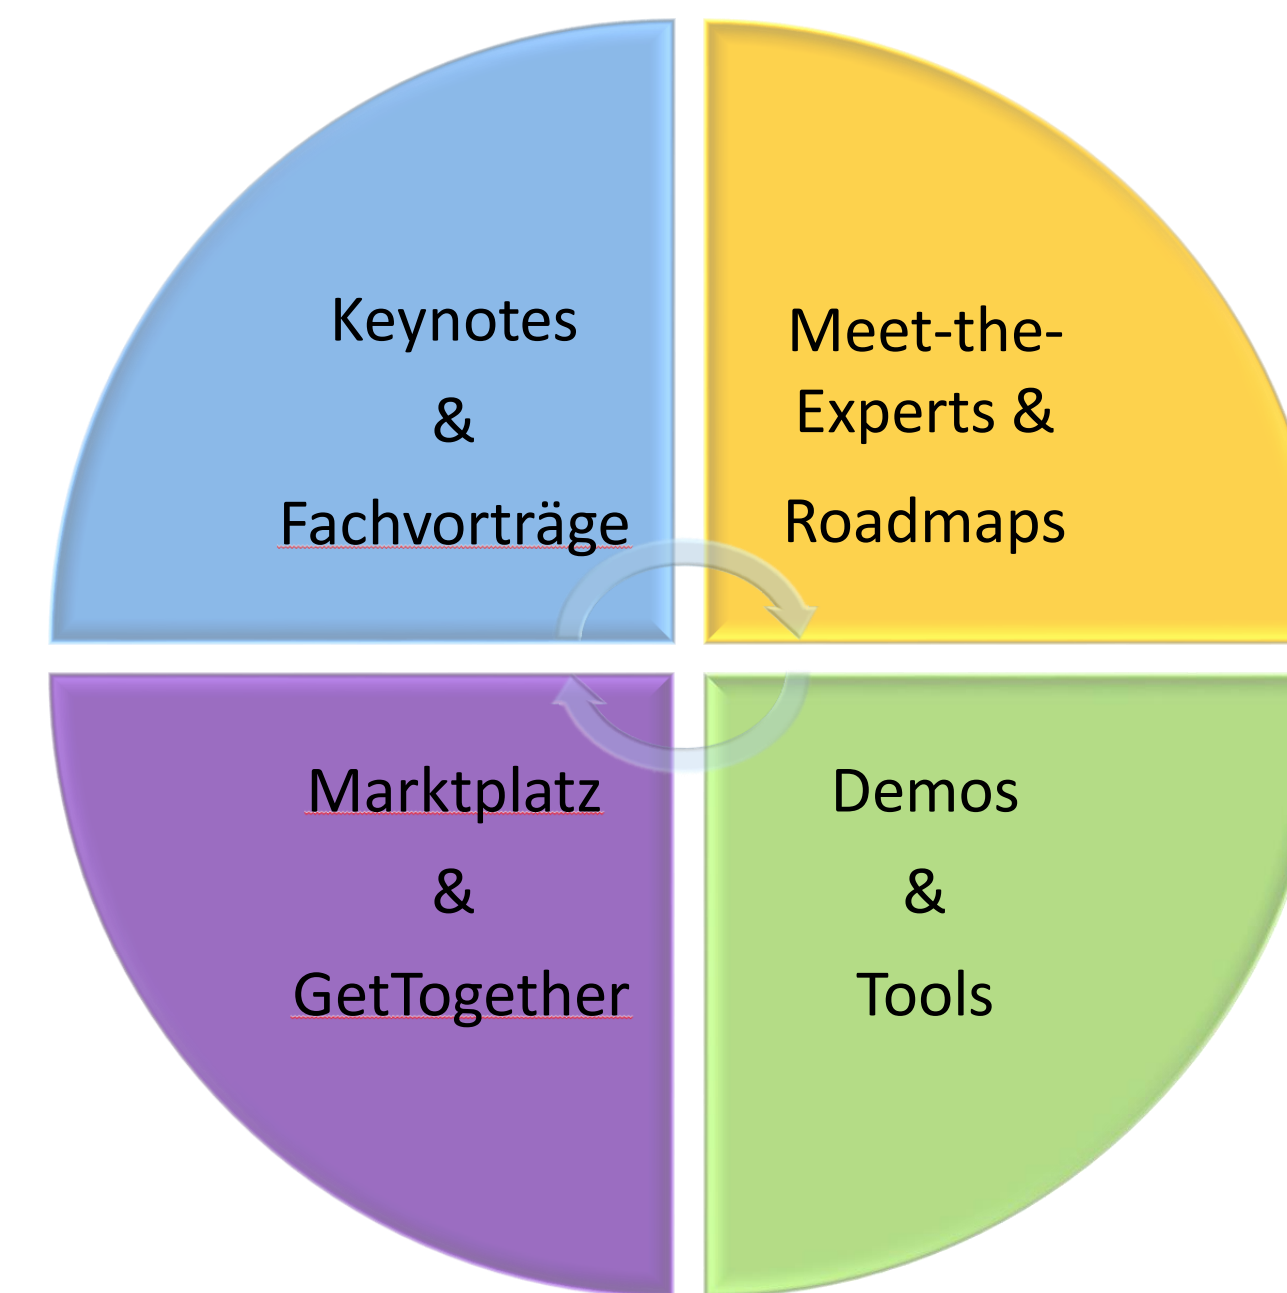 Keynotes
&
Fachvorträge
Meet-the-
Experts &
Roadmaps
Marktplatz
&
GetTogether
Demos
&
Tools